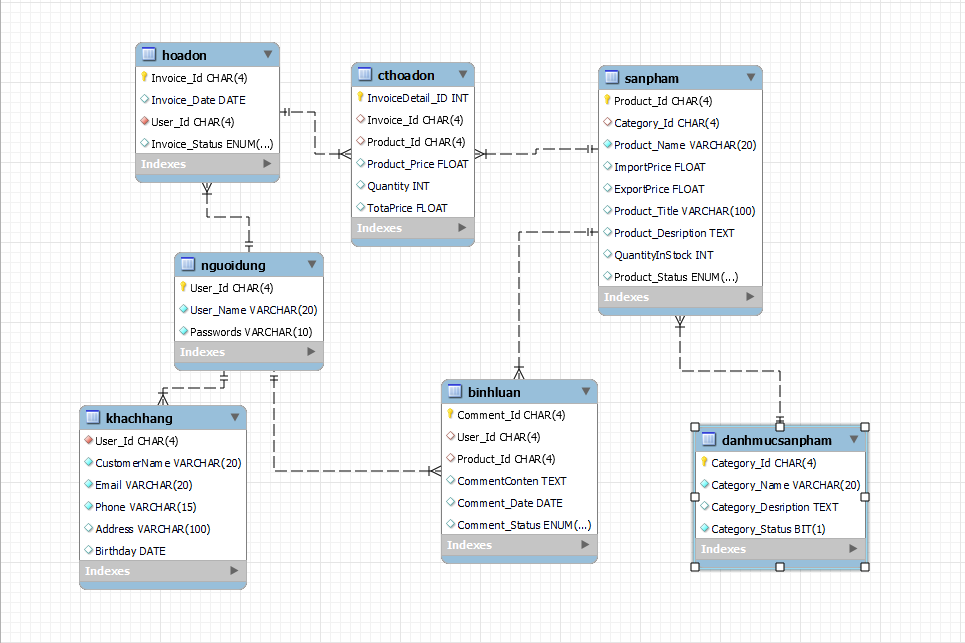 hoadon
Invoice_Id CHAR(4)
Invoice_Date DATE
User_Id CHAR(4)
Invoice_Status ENUM(...)
Indexes
cthoadon
InvoiceDetail_ID INT
Invoice_Id CHAR(4)
Product_Id CHAR(4)
Product_Price FLOAT
Quantity INT
TotaPrice FLOAT
Indexes
sanpham
Product_Id CHAR(4)
Category_Id CHAR(4)
Product_Name VARCHAR(20)
ImportPrice FLOAT
ExportPrice FLOAT
Product_Title VARCHAR(100)
Product_Desription TEXT
QuantityInStock INT
Product_Status ENUM(...)
Indexes
nguoidung
User_Id CHAR(4)
User_Name VARCHAR(20)
Passwords VARCHAR(10)
Indexes
khachhang
User_Id CHAR(4)
CustomerName VARCHAR(20)
Email VARCHAR(20)
Phone VARCHAR(15)
Address VARCHAR(100)
Birthday DATE
Indexes
binhluan
Comment_Id CHAR(4)
User_Id CHAR(4)
Product_Id CHAR(4)
CommentConten TEXT
Comment_Date DATE
Comment_Status ENUM(...)
Indexes
danhmucsanpham
Category_Id CHAR(4)
Category_Name VARCHAR(20)
Category_Desription TEXT
Category_Status BIT(1)
Indexes